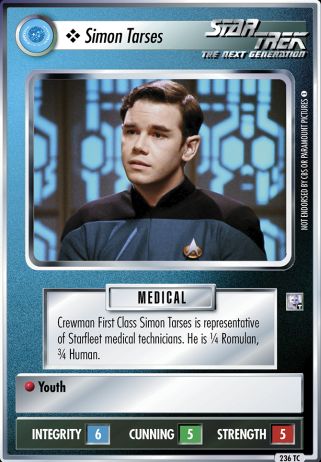 ❖ Simon Tarses
STAR TREK
THE NEXT GENERATION
NOT ENDORSED BY CBS OR PARAMOUNT PICTURES
MEDICAL
Crewman First Class Simon Tarses is representative
of Starfleet medical technicians. He is ¼ Romulan,
¾ Human.
Youth
INTEGRITY 6 CUNNING 5 STRENGTH 5
236 TC